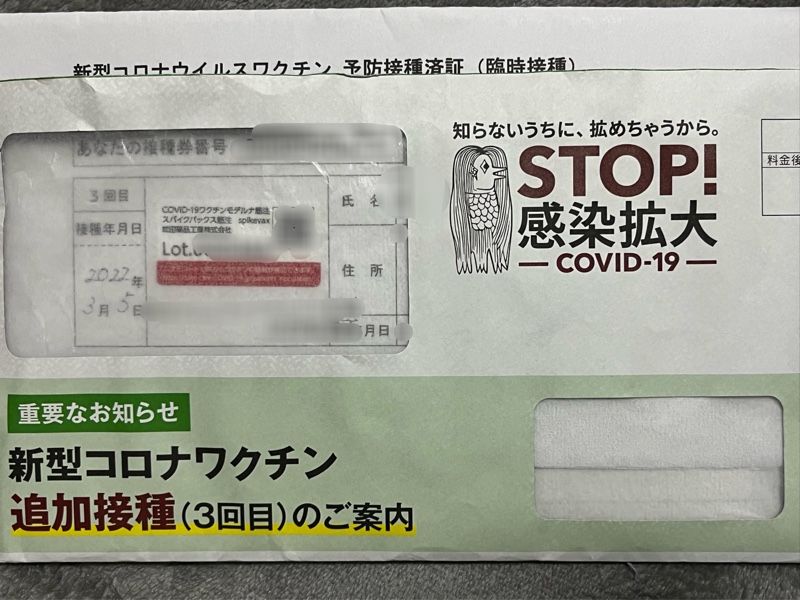 新型コロナウイルスワクチン 予防接種済証（臨時接種）
知らないうちに、拡めちゃうから。
STOP!
感染拡大
COVID-19
料金後
あなたの接種券番号
3回目
接種年月日
2022年
3月5日
COVID-19ワクチンモデルナ筋注
スパイクバックス筋注 spikevax
武田薬品工業株式会社
Lot.
氏名
住所
月日
重要なお知らせ
新型コロナワクチン
追加接種(3回目)のご案内